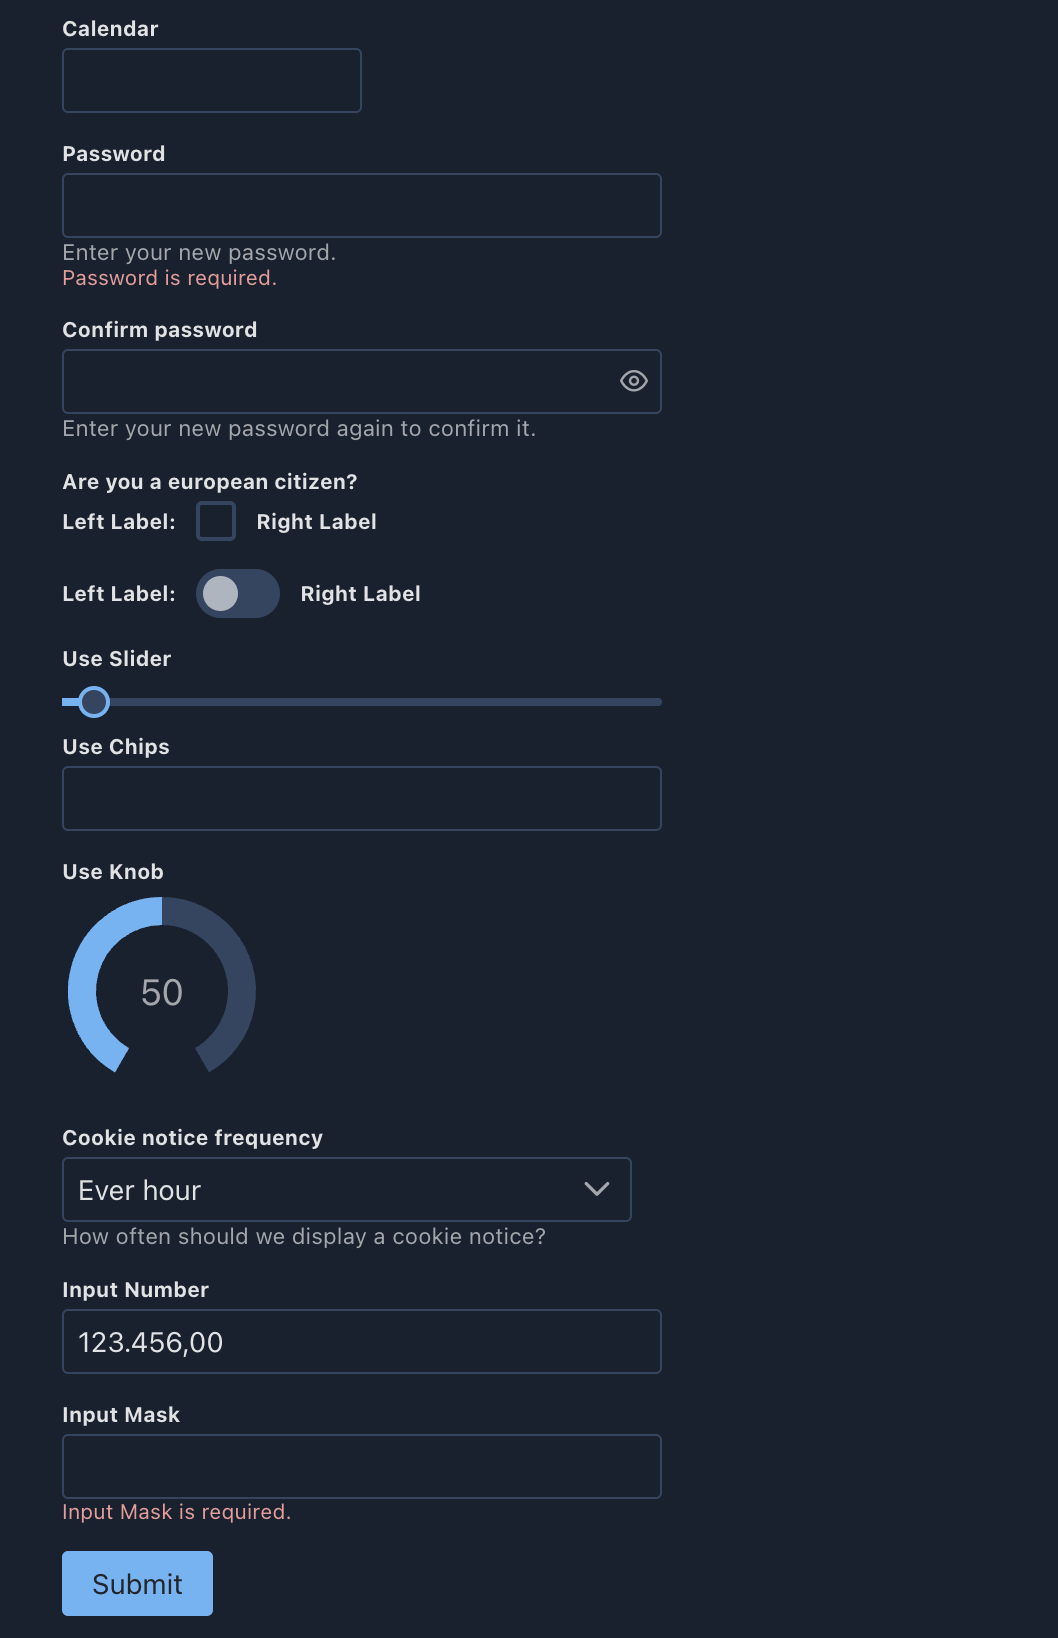 Calendar
Password
Enter your new password.
Password is required.
Confirm password
Enter your new password again to confirm it.
Are you a european citizen?
Left Label: Right Label
Left Label: Right Label
Use Slider
Use Chips
Use Knob
50
Cookie notice frequency
Ever hour
How often should we display a cookie notice?
Input Number
123.456,00
Input Mask
Input Mask is required.
Submit